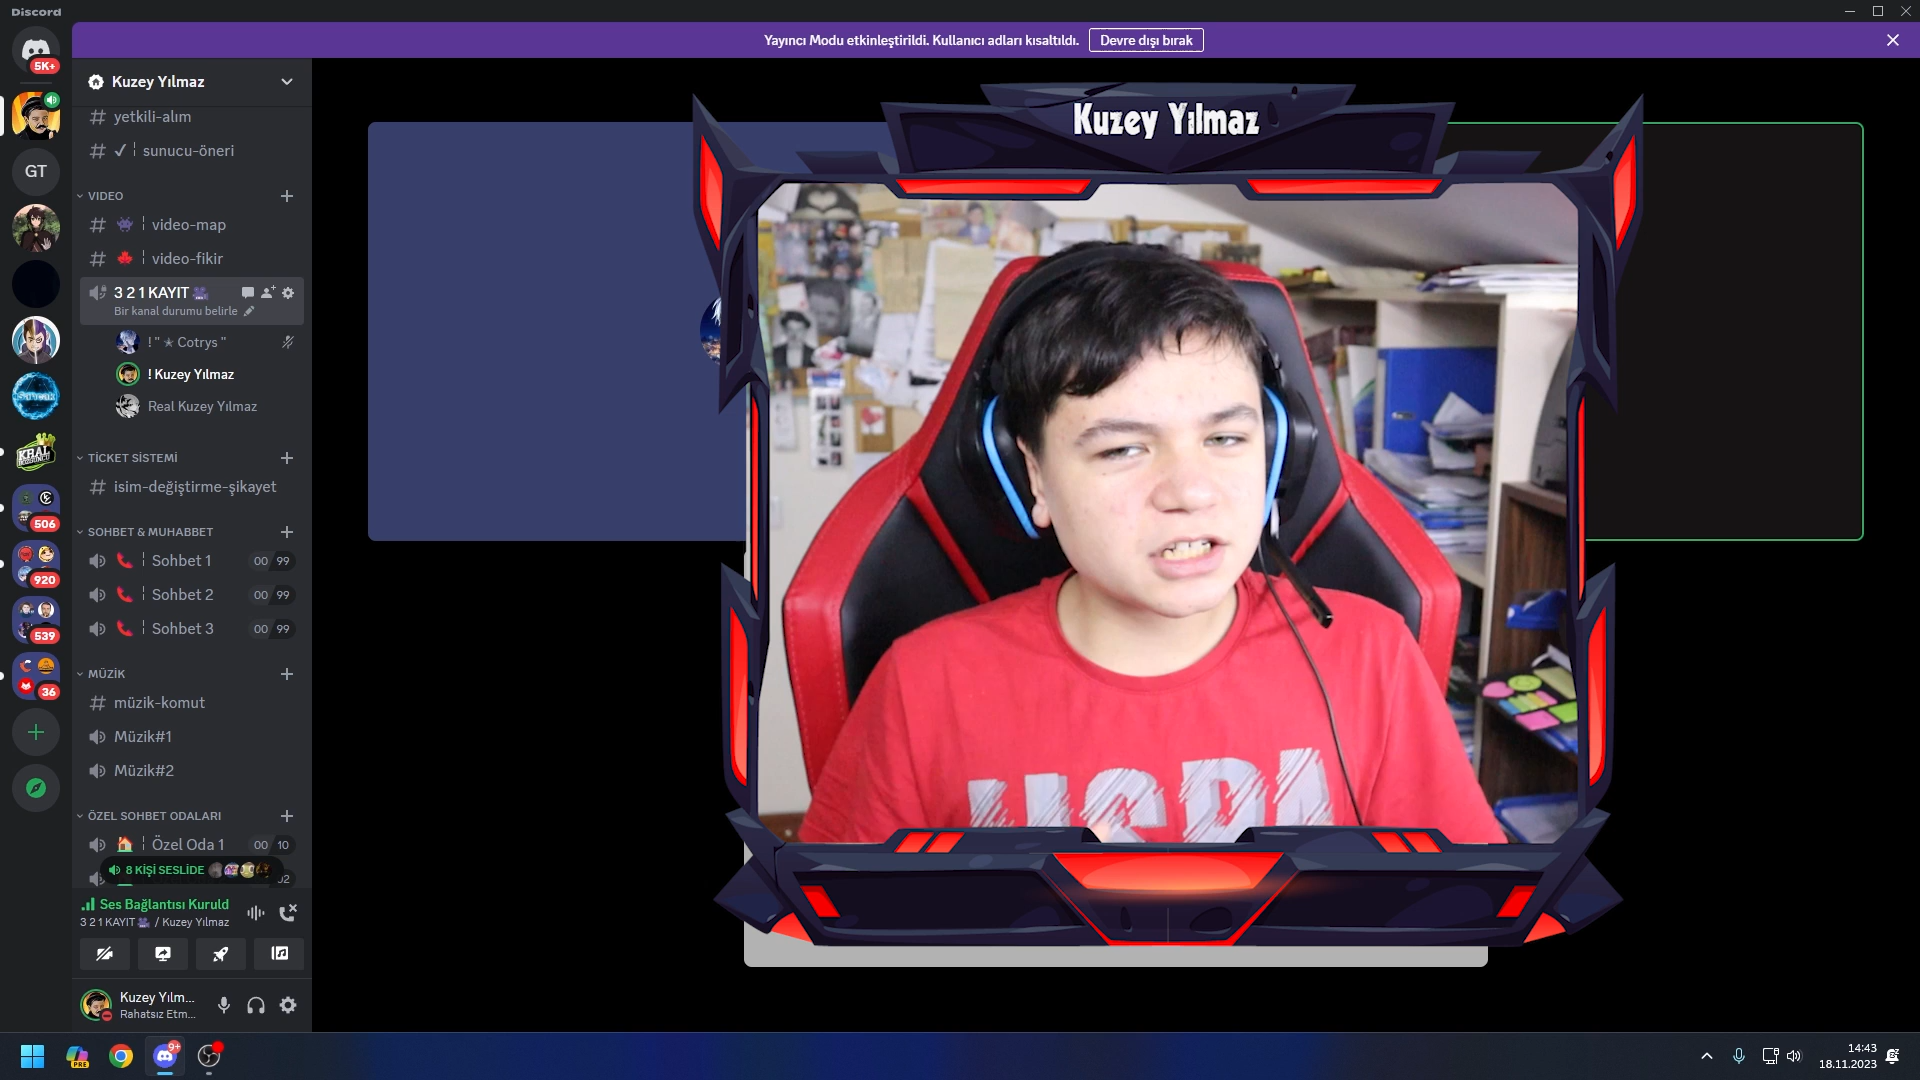 Discord
Yayıncı Modu etkinleştirildi. Kullanıcı adları kısaltıldı.
Devre dışı bırak
5K+
Kuzey Yılmaz
Kuzey Yılmaz
yetkili-alım
sunucu-öneri
GT
VIDEO
video-map
video-fikir
3 2 1 KAYIT
Bir kanal durumu belirle
! " ★ Cotrys "
! Kuzey Yılmaz
Real Kuzey Yılmaz
KRAL
TİCKET SİSTEMİ
isim-değiştirme-şikayet
506
SOHBET & MUHABBET
Sohbet 1 00 99
920
Sohbet 2 00 99
Sohbet 3 00 99
539
MÜZİK
36
müzik-komut
Müzik#1
Müzik#2
ÖZEL SOHBET ODALARI
Özel Oda 1 00 10
8 KİŞİ SESLİDE
02
Ses Bağlantısı Kuruld
3 2 1 KAYIT / Kuzey Yılmaz
Kuzey Yılm...
Rahatsız Etm...
PRE
9+
14:43
18.11.2023